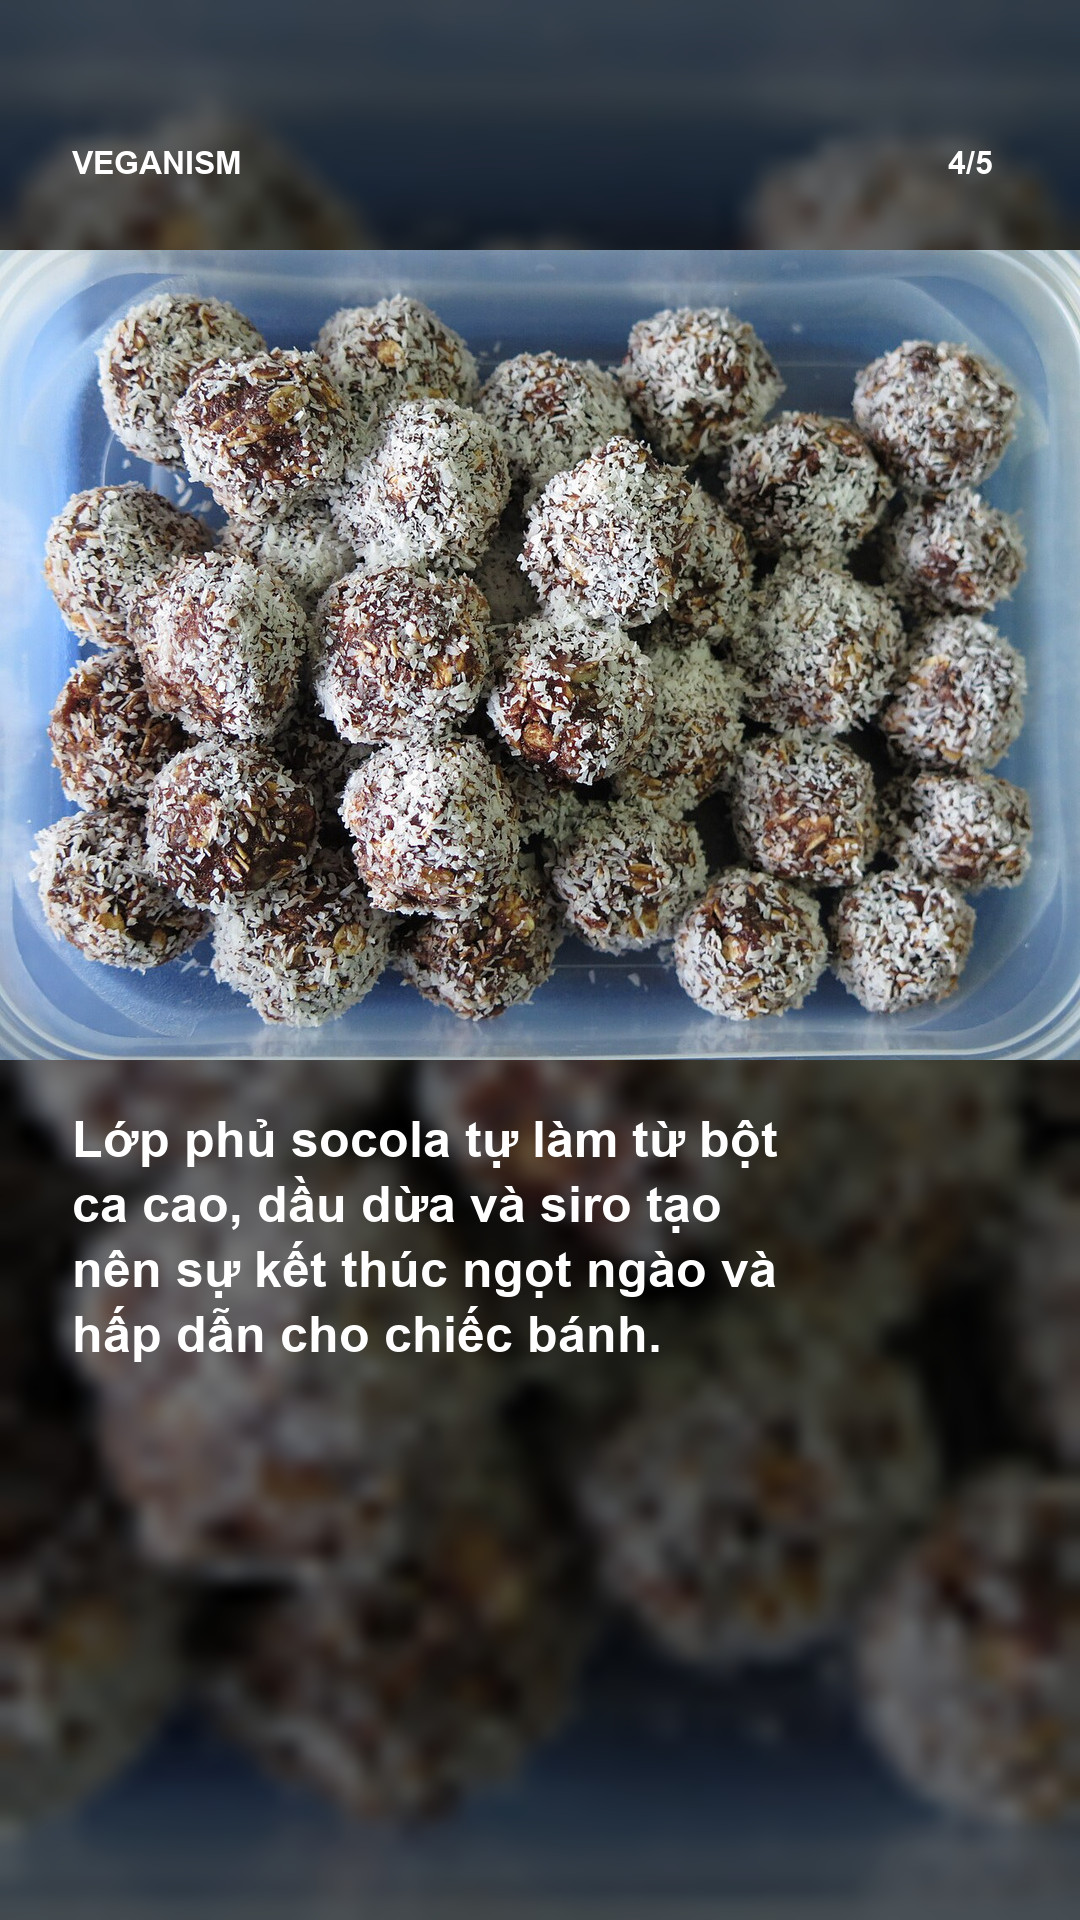 VEGANISM
4/5
Lớp phủ socola tự làm từ bột
ca cao, dầu dừa và siro tạo
nên sự kết thúc ngọt ngào và
hấp dẫn cho chiếc bánh.